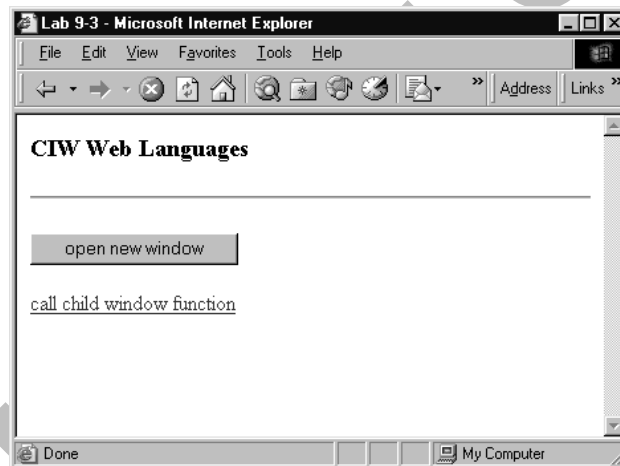 Lab 9-3 - Microsoft Internet Explorer
File Edit View Favorites Tools Help
» Address Links »
CIW Web Languages
open new window
call child window function
Done My Computer